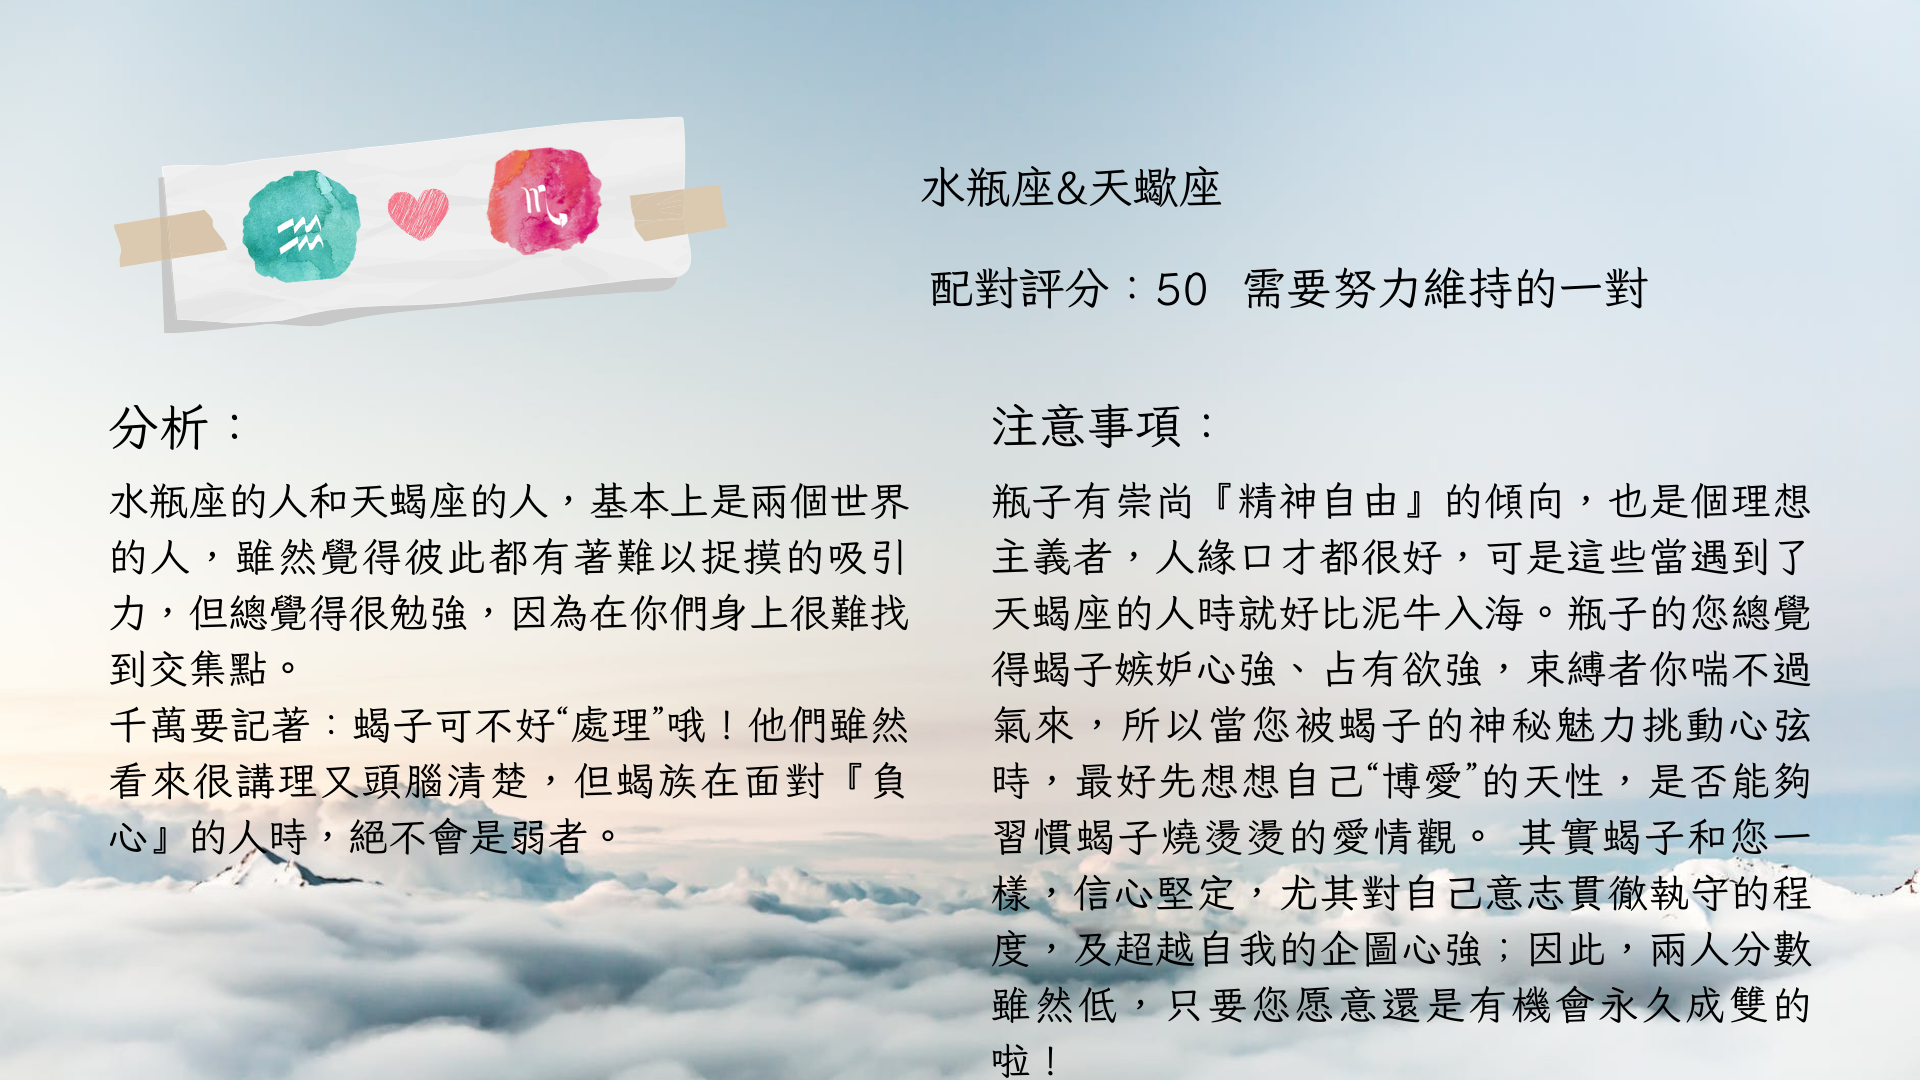 水瓶座&天蠍座
配對評分：50 需要努力維持的一對
分析：
水瓶座的人和天蝎座的人，基本上是兩個世界
的人，雖然覺得彼此都有著難以捉摸的吸引
力，但總覺得很勉強，因為在你們身上很難找
到交集點。
千萬要記著：蝎子可不好“處理”哦！他們雖然
看來很講理又頭腦清楚，但蝎族在面對『負
心』的人時，絕不會是弱者。
注意事項：
瓶子有崇尚『精神自由』的傾向，也是個理想
主義者，人緣口才都很好，可是這些當遇到了
天蝎座的人時就好比泥牛入海。瓶子的您總覺
得蝎子嫉妒心強、占有欲強，束縛者你喘不過
氣來，所以當您被蝎子的神秘魅力挑動心弦
時，最好先想想自己“博愛”的天性，是否能夠
習慣蝎子燒燙燙的愛情觀。 其實蝎子和您一
樣，信心堅定，尤其對自己意志貫徹執守的程
度，及超越自我的企圖心強；因此，兩人分數
雖然低，只要您愿意還是有機會永久成雙的
啦！